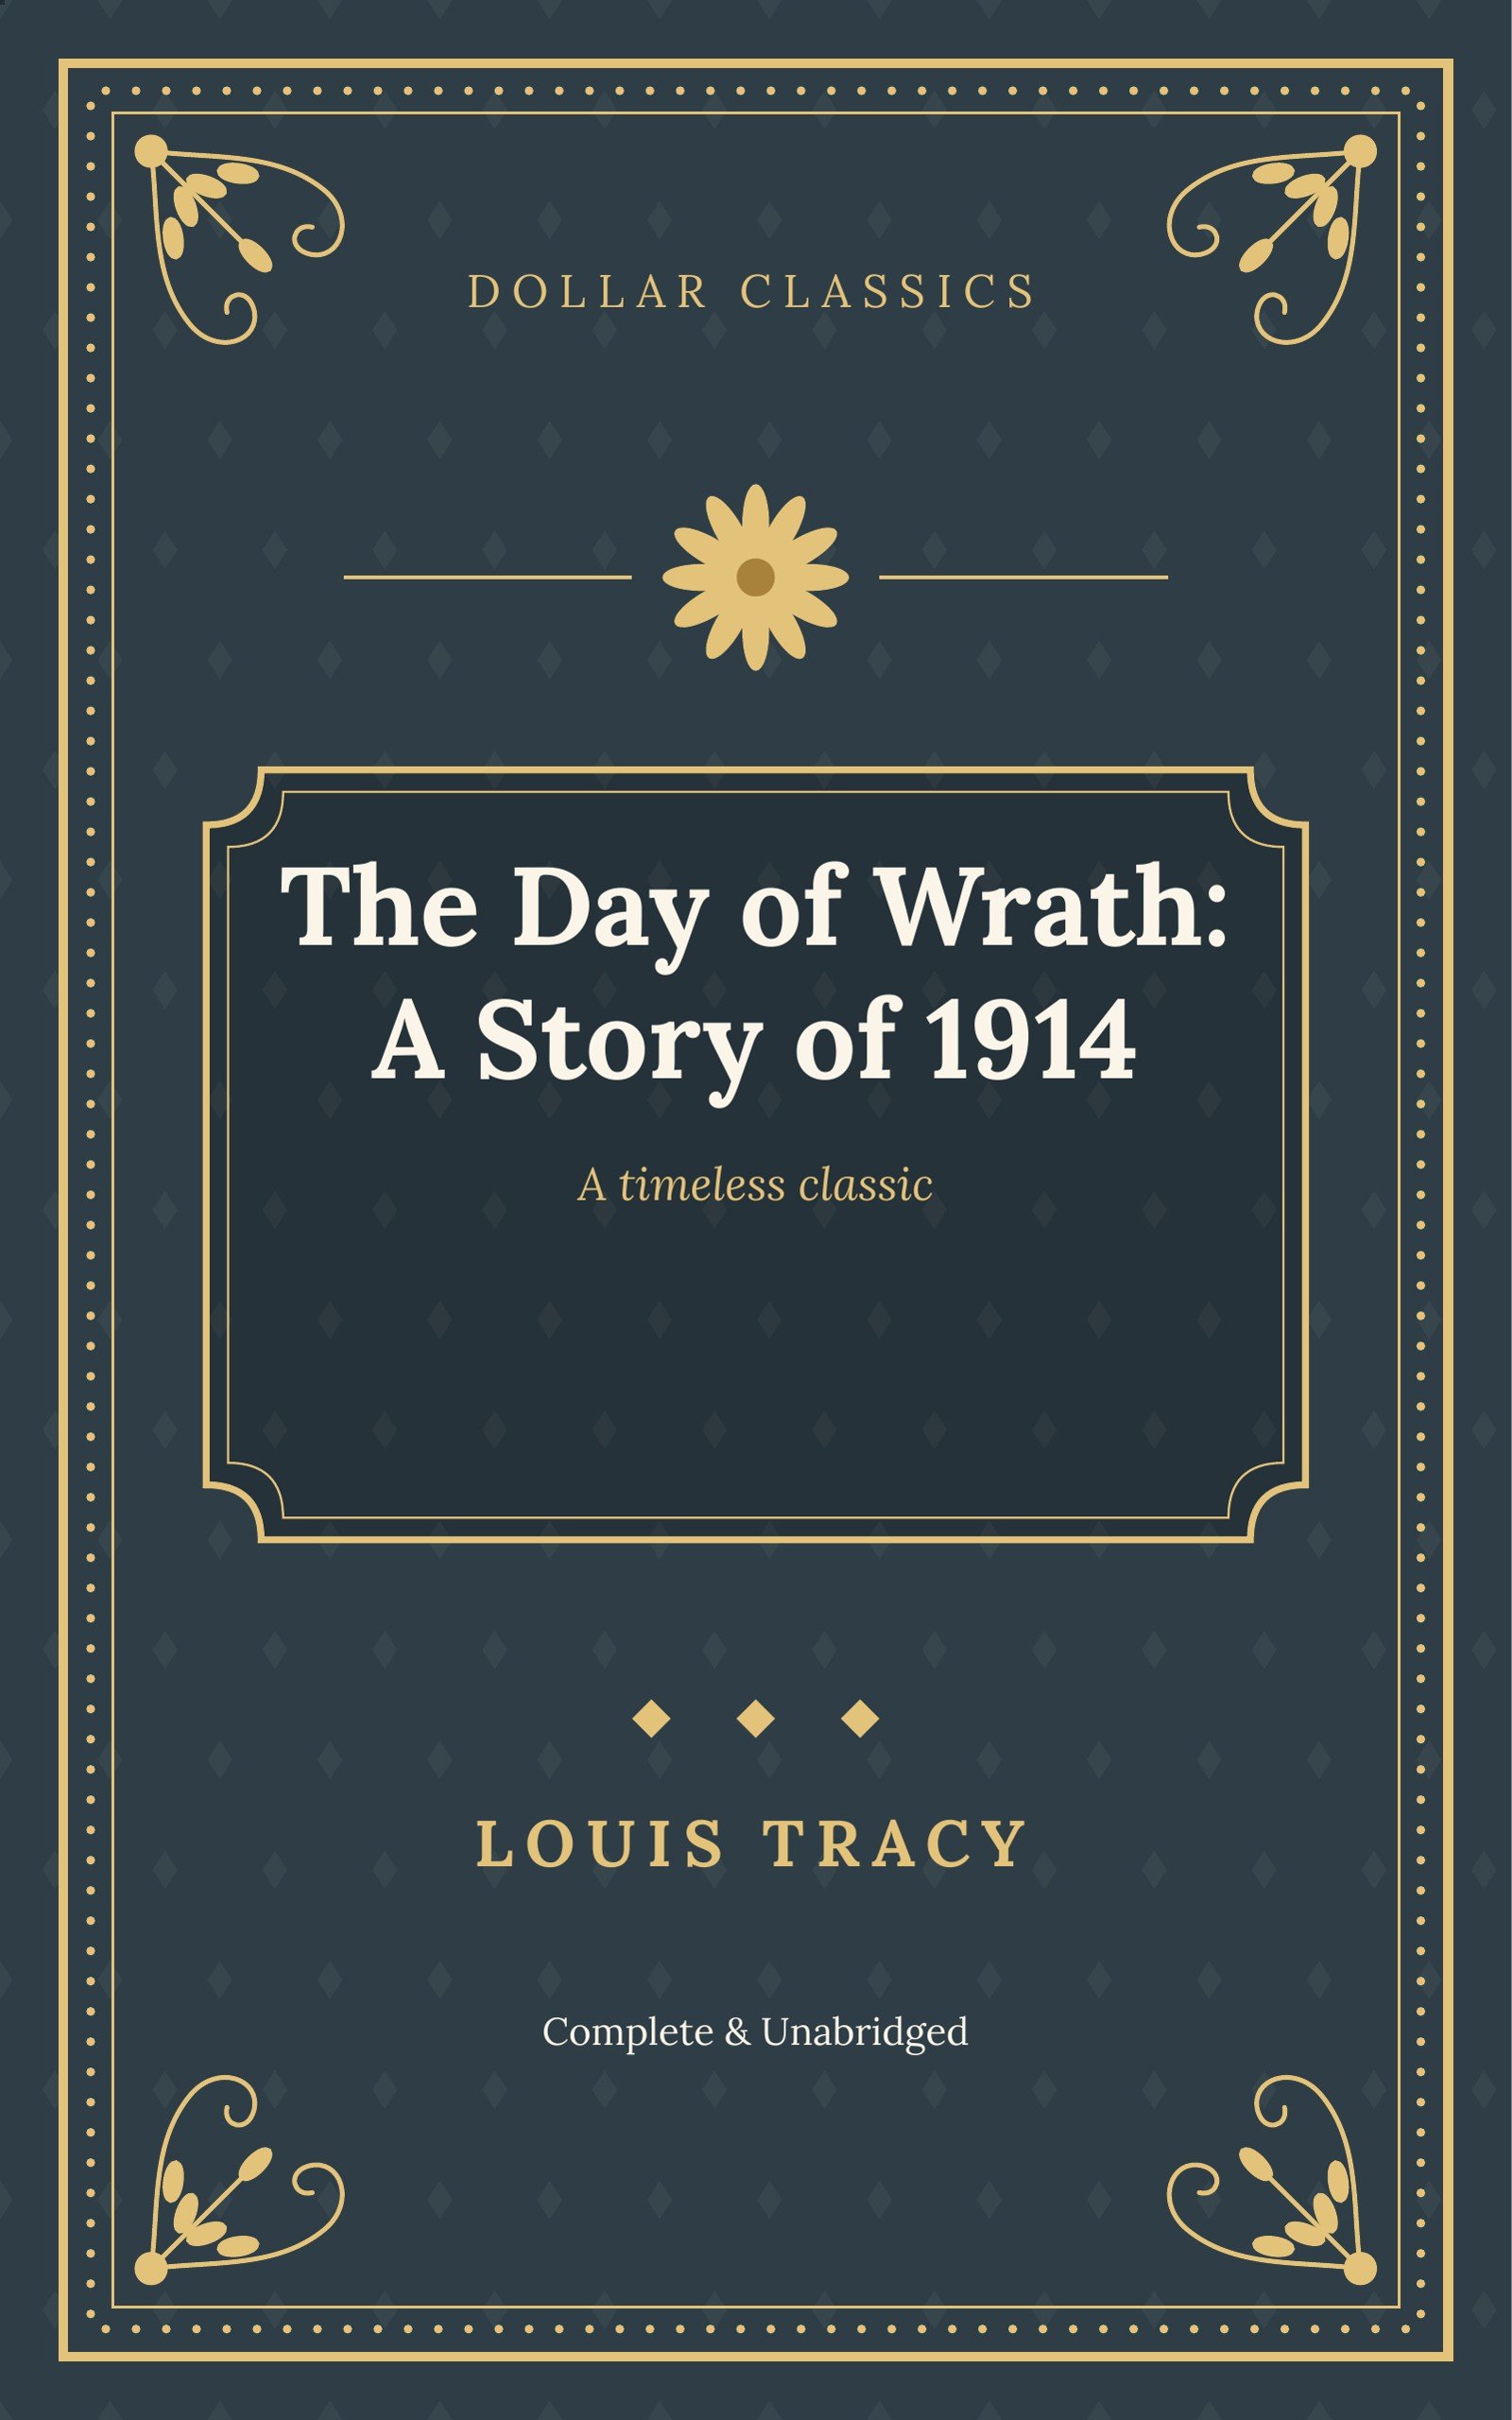 DOLLAR CLASSICS
The Day of Wrath:
A Story of 1914
A timeless classic
LOUIS TRACY
Complete & Unabridged